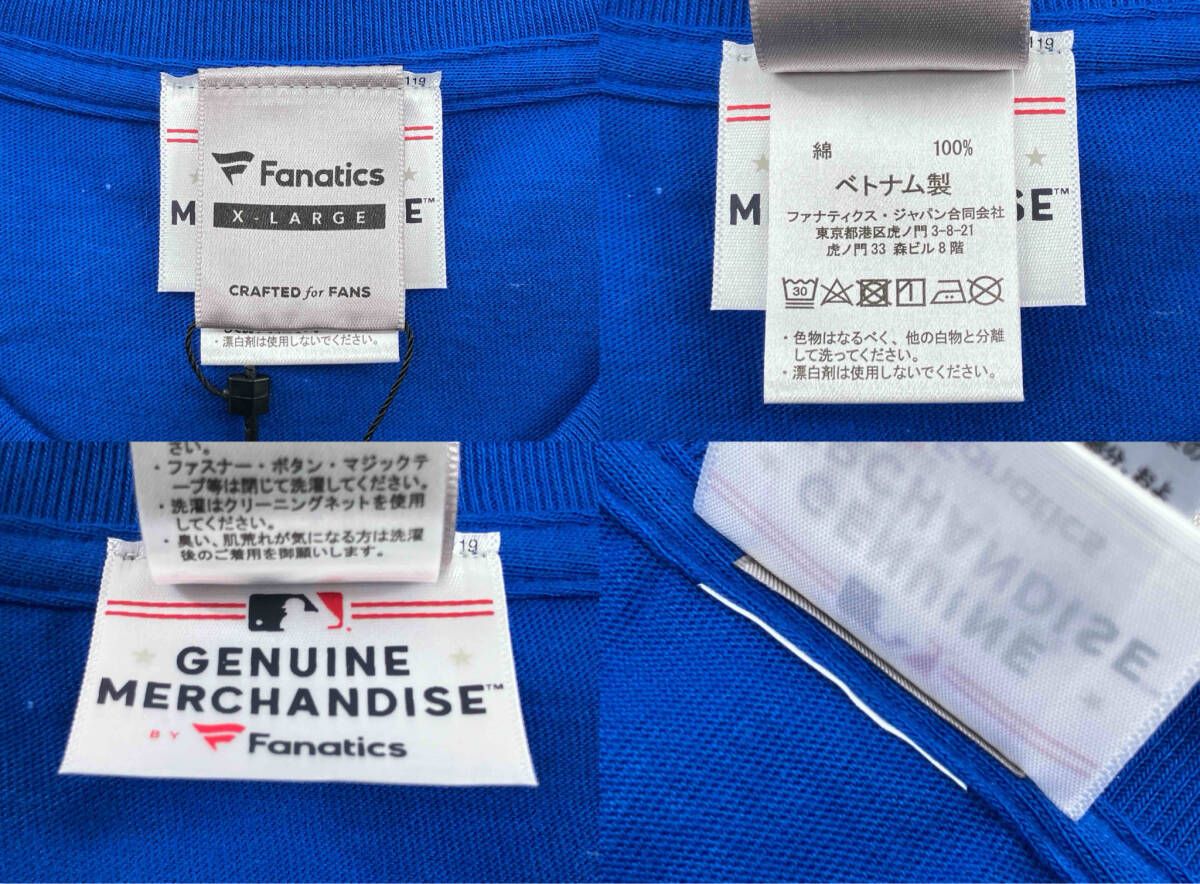 119
Fanatics
X-LARGE
M E™
CRAFTED for FANS
・漂白剤は使用しないでください。
119
綿 100%
ベトナム製
M SE™
ファナティクス・ジャパン合同会社
東京都港区虎ノ門3-8-21
虎ノ門33 森ビル8階
30
・色物はなるべく、他の白物と分離
して洗ってください。
・漂白剤は使用しないでください。
さい。
・ファスナー・ボタン・マジックテ
ープ等は閉じて洗濯してください。
・洗濯はクリーニングネットを使用
してください。
・臭い、肌荒れが気になる方は洗濯
後のご着用を御願いします。
19
GENUINE
MERCHANDISE™
BY Fanatics